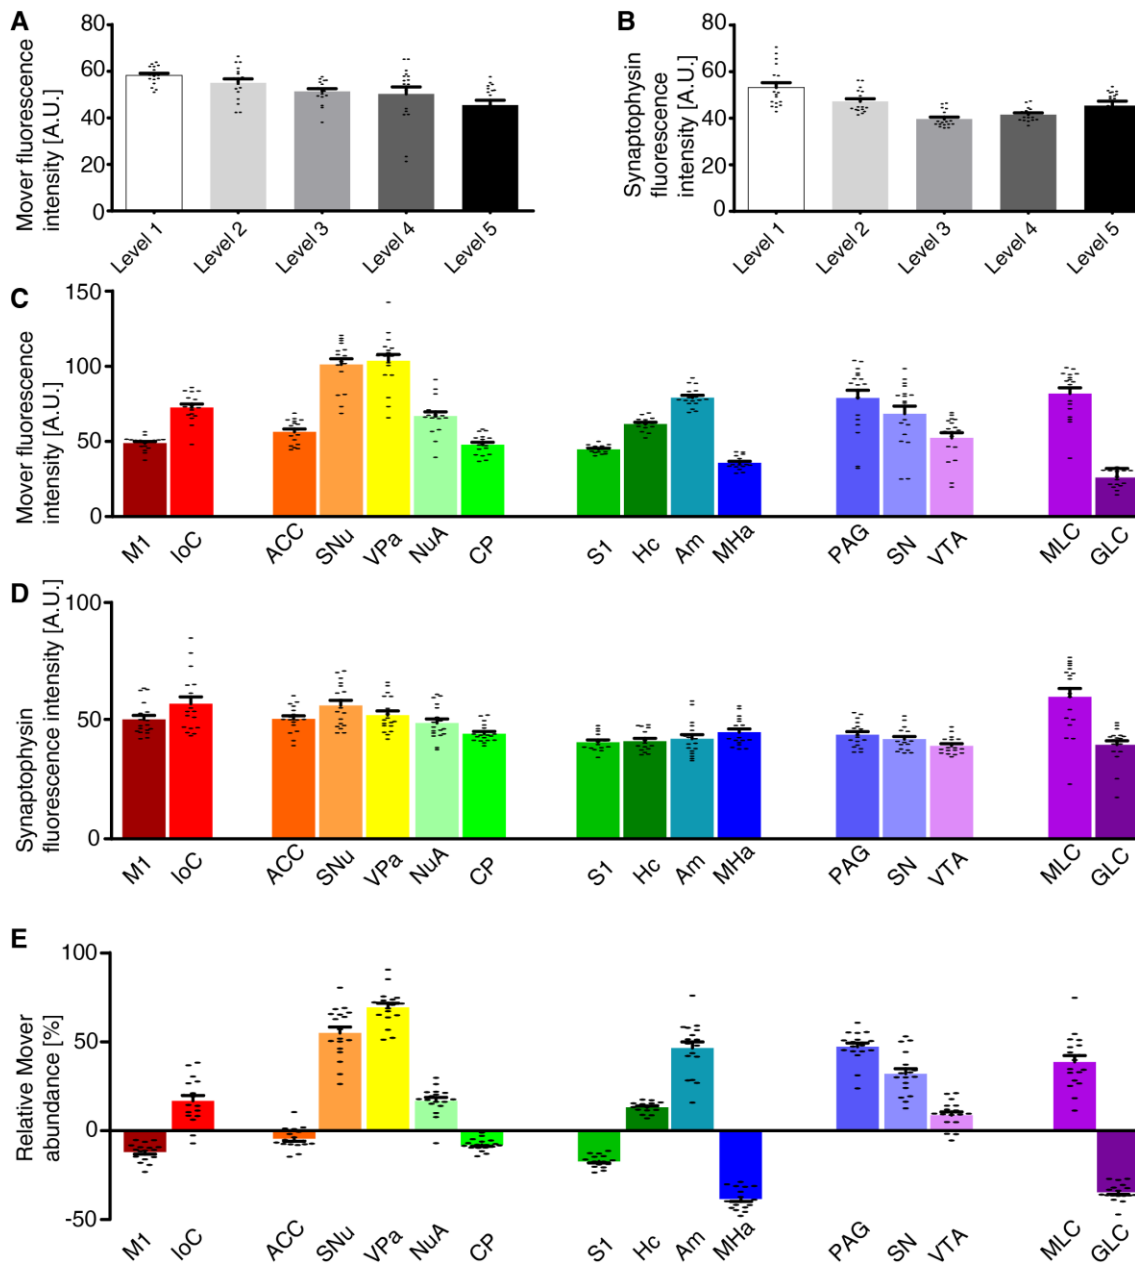 A
Mover fluorescence
intensity [A.U.]
80
60
40
20
0
Level 1
Level 2
Level 3
Level 4
Level 5
B
Synaptophysin
fluorescence
intensity [A.U.]
80
60
40
20
0
Level 1
Level 2
Level 3
Level 4
Level 5
C
Mover fluorescence
intensity [A.U.]
150
100
50
0
M1
IoC
ACC
SNu
VPa
NuA
CP
S1
Hc
Am
MHa
PAG
SN
VTA
MLC
GLC
D
Synaptophysin
fluorescence intensity [A.U.]
100
50
0
M1
IoC
ACC
SNu
VPa
NuA
CP
S1
Hc
Am
MHa
PAG
SN
VTA
MLC
GLC
E
Relative Mover
abundance [%]
100
50
0
-50
M1
IoC
ACC
SNu
VPa
NuA
CP
S1
Hc
Am
MHa
PAG
SN
VTA
MLC
GLC